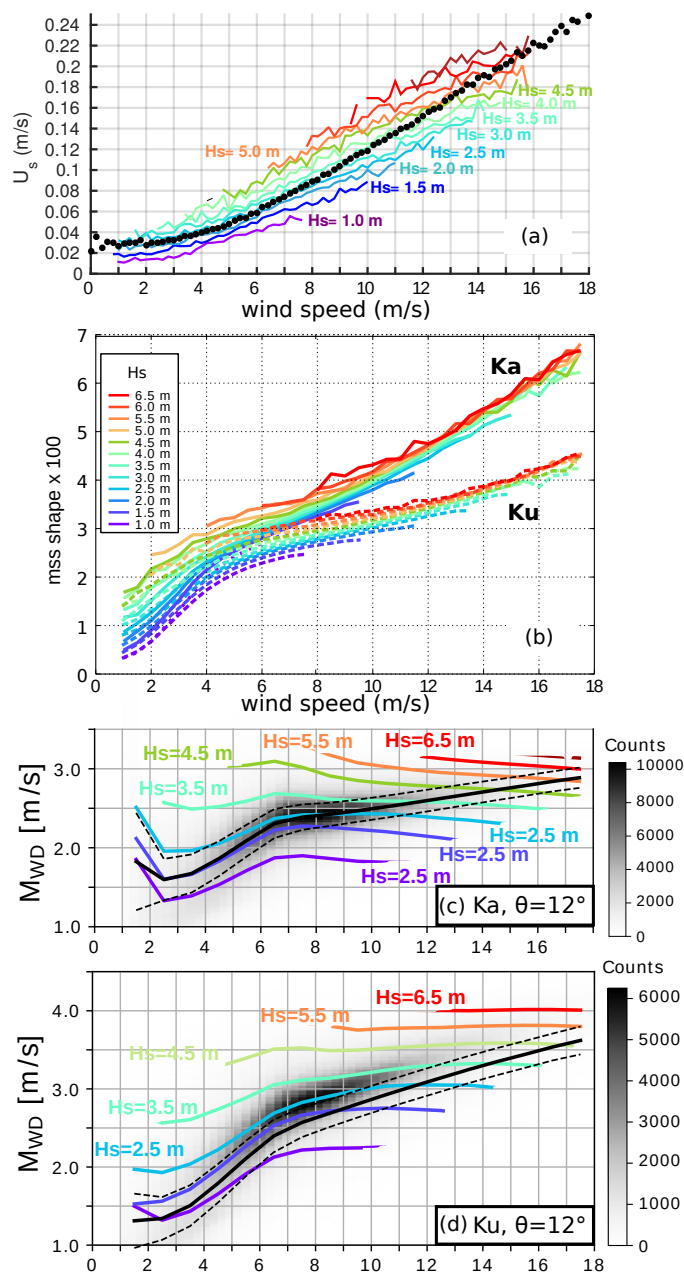 0.24
0.22
0.2
0.18
0.16
0.14
0.12
0.1
0.08
0.06
0.04
0.02
0
U_s (m/s)
Hs= 4.5 m
Hs= 4.0 m
Hs= 3.5 m
Hs= 3.0 m
Hs= 2.5 m
Hs= 2.0 m
Hs= 1.5 m
Hs= 1.0 m
Hs= 5.0 m
(a)
0 2 4 6 8 10 12 14 16 18
wind speed (m/s)
7
6
5
4
3
2
1
0
mss shape x 100
Hs
6.5 m
6.0 m
5.5 m
5.0 m
4.5 m
4.0 m
3.5 m
3.0 m
2.5 m
2.0 m
1.5 m
1.0 m
Ka
Ku
(b)
0 2 4 6 8 10 12 14 16 18
wind speed (m/s)
3.0
2.0
1.0
M_WD [m/s]
Hs=4.5 m
Hs=5.5 m
Hs=6.5 m
Hs=3.5 m
Hs=2.5 m
Hs=2.5 m
Hs=2.5 m
(c) Ka, θ=12°
0 2 4 6 8 10 12 14 16
Counts
10000
8000
6000
4000
2000
0
4.0
3.0
2.0
1.0
M_WD [m/s]
Hs=6.5 m
Hs=5.5 m
Hs=4.5 m
Hs=3.5 m
Hs=2.5 m
Hs=1.0 m
(d) Ku, θ=12°
0 2 4 6 8 10 12 14 16 18
Counts
6000
5000
4000
3000
2000
1000
0